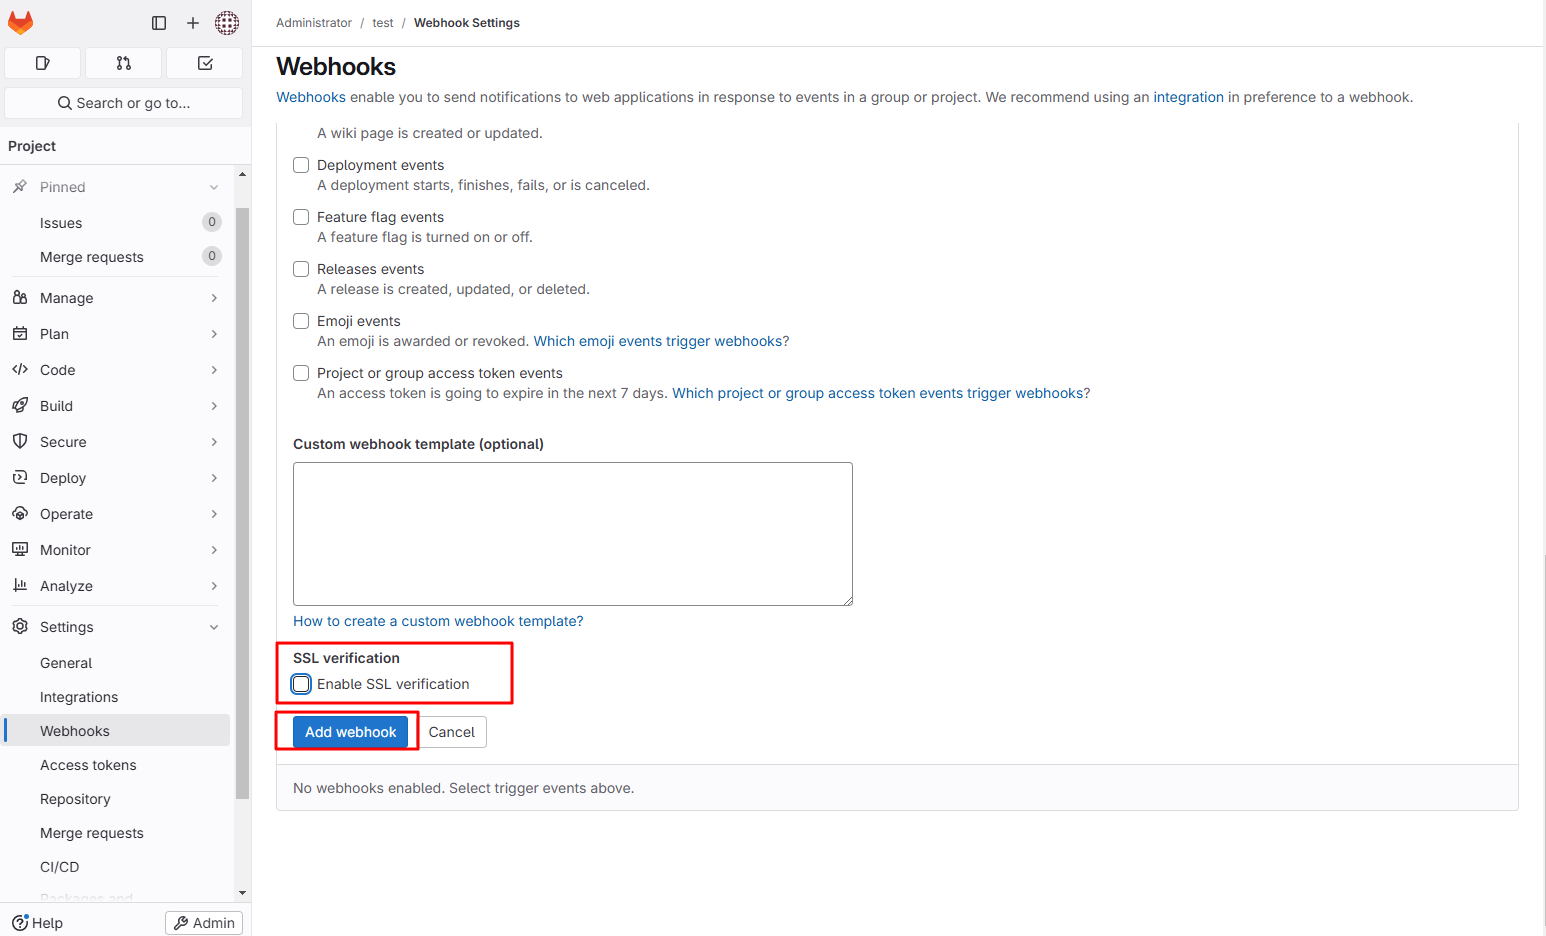 Administrator / test / Webhook Settings
Search or go to...
Project
Pinned
Issues 0
Merge requests 0
Manage
Plan
Code
Build
Secure
Deploy
Operate
Monitor
Analyze
Settings
General
Integrations
Webhooks
Access tokens
Repository
Merge requests
CI/CD
Packages and
Help
Admin
Webhooks
Webhooks enable you to send notifications to web applications in response to events in a group or project. We recommend using an integration in preference to a webhook.
A wiki page is created or updated.
Deployment events
A deployment starts, finishes, fails, or is canceled.
Feature flag events
A feature flag is turned on or off.
Releases events
A release is created, updated, or deleted.
Emoji events
An emoji is awarded or revoked. Which emoji events trigger webhooks?
Project or group access token events
An access token is going to expire in the next 7 days. Which project or group access token events trigger webhooks?
Custom webhook template (optional)
How to create a custom webhook template?
SSL verification
Enable SSL verification
Add webhook
Cancel
No webhooks enabled. Select trigger events above.